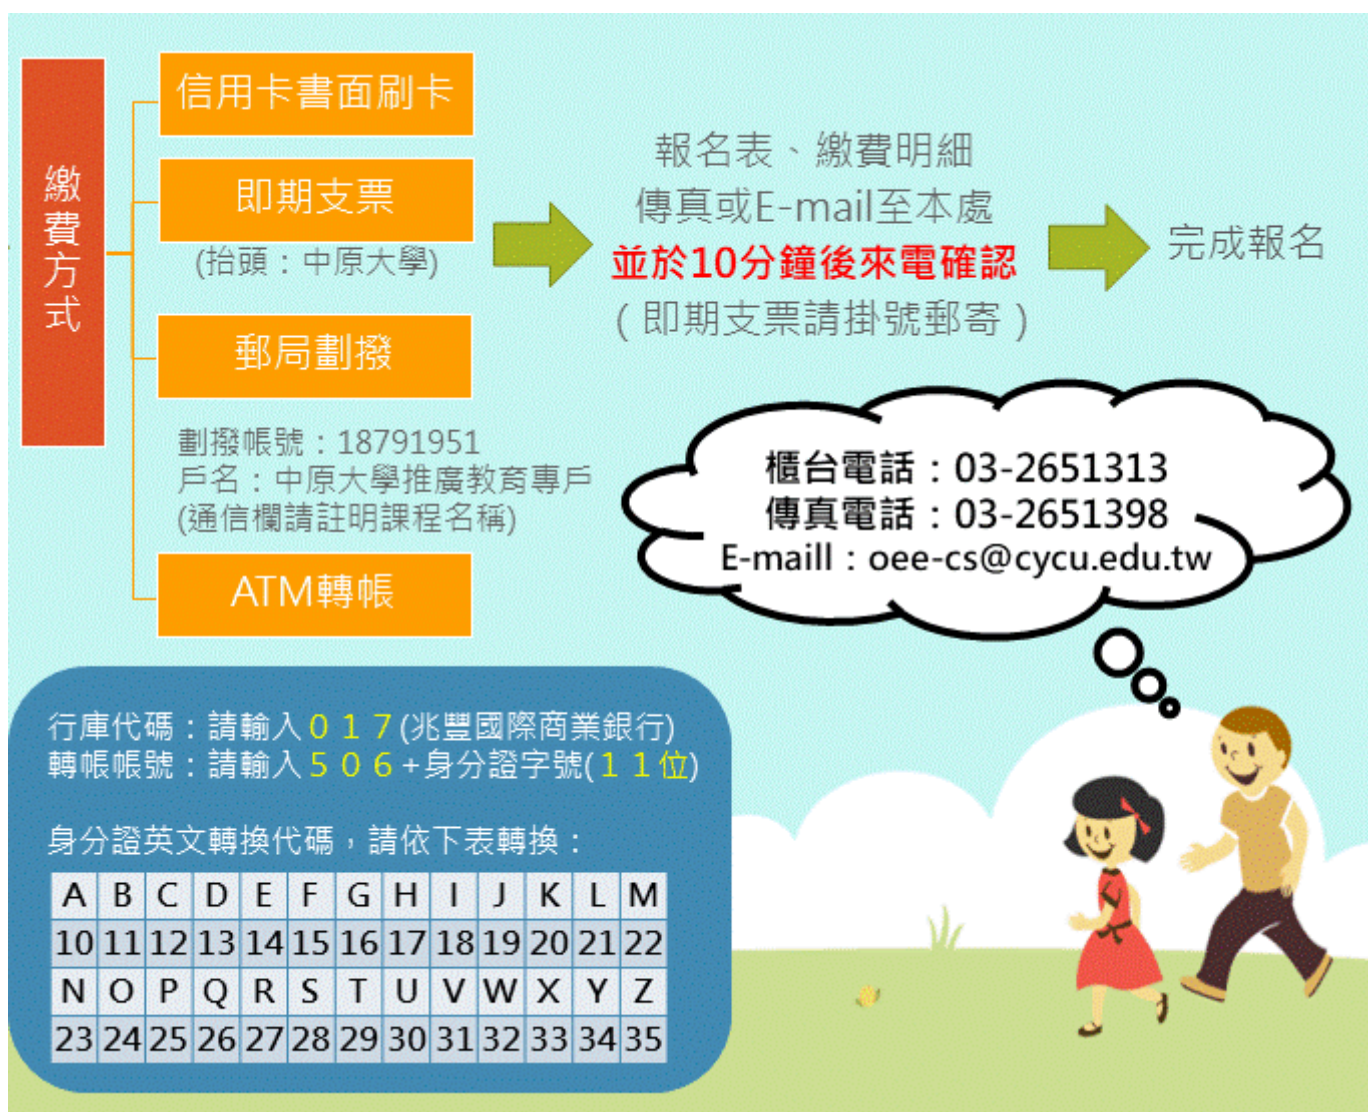 繳費方式
信用卡書面刷卡
即期支票
(抬頭：中原大學)
郵局劃撥
劃撥帳號：18791951
戶名：中原大學推廣教育專戶
(通信欄請註明課程名稱)
ATM轉帳
報名表、繳費明細
傳真或E-mail至本處
並於10分鐘後來電確認
(即期支票請掛號郵寄)
完成報名
櫃台電話：03-2651313
傳真電話：03-2651398
E-maill：oee-cs@cycu.edu.tw
行庫代碼：請輸入０１７(兆豐國際商業銀行)
轉帳帳號：請輸入５０６+身分證字號(１１位)
身分證英文轉換代碼，請依下表轉換：
A B C D E F G H I J K L M
10 11 12 13 14 15 16 17 18 19 20 21 22
N O P Q R S T U V W X Y Z
23 24 25 26 27 28 29 30 31 32 33 34 35